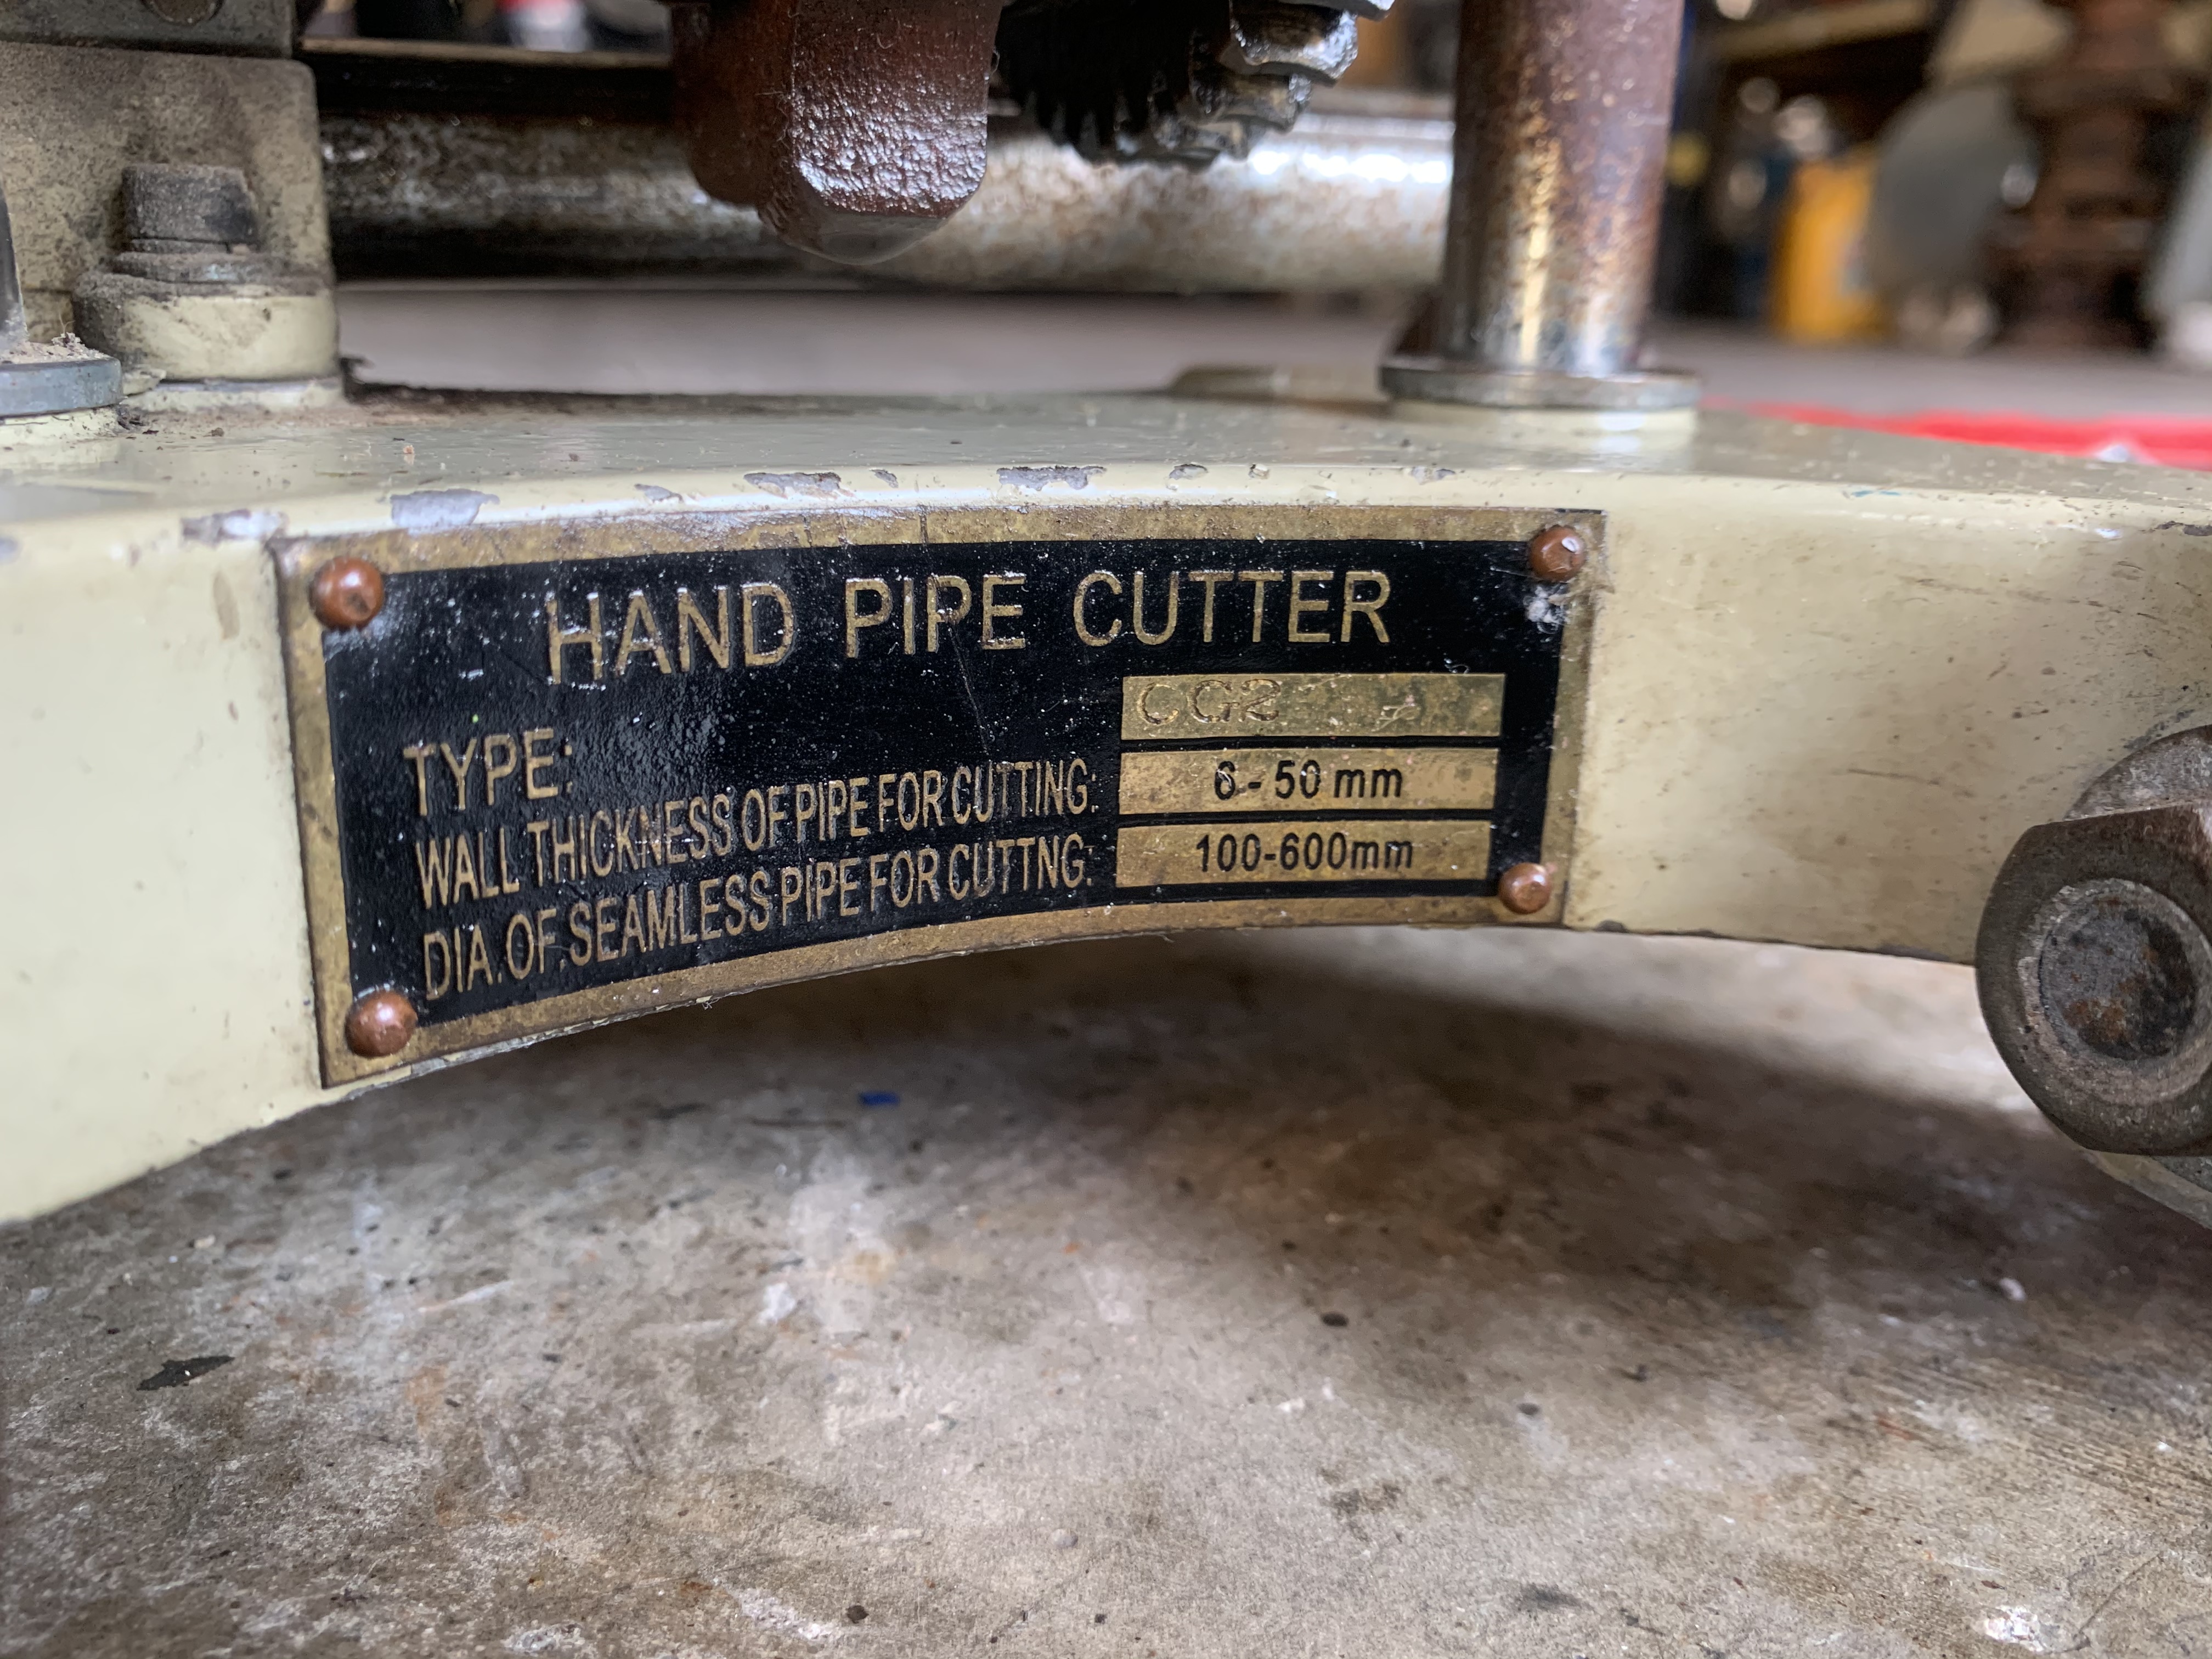 HAND PIPE CUTTER
TYPE: CG2
WALL THICKNESS OF PIPE FOR CUTTING: 6-50 mm
DIA. OF. SEAMLESS PIPE FOR CUTTNG: 100-600mm